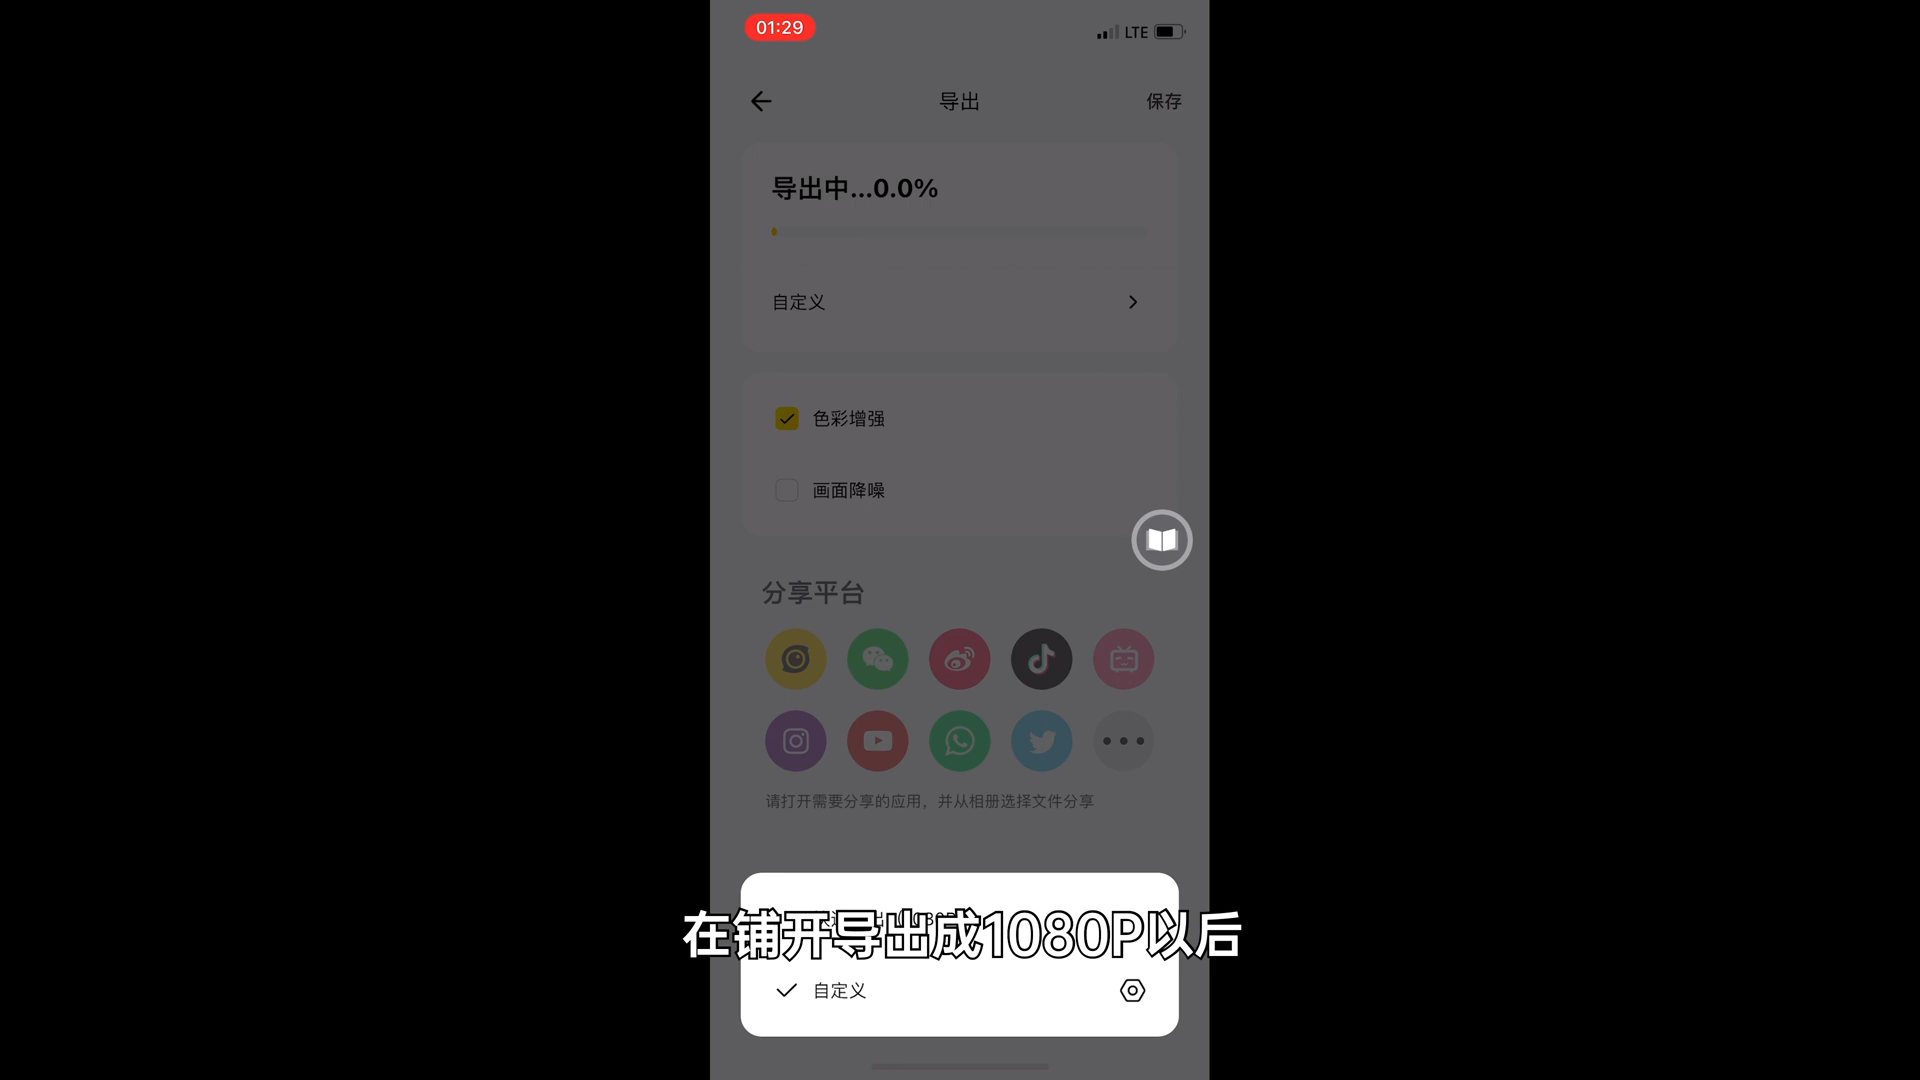 01:29
LTE
导出
保存
导出中...0.0%
自定义
色彩增强
画面降噪
分享平台
请打开需要分享的应用，并从相册选择文件分享
在铺开导出成1080P以后
自定义